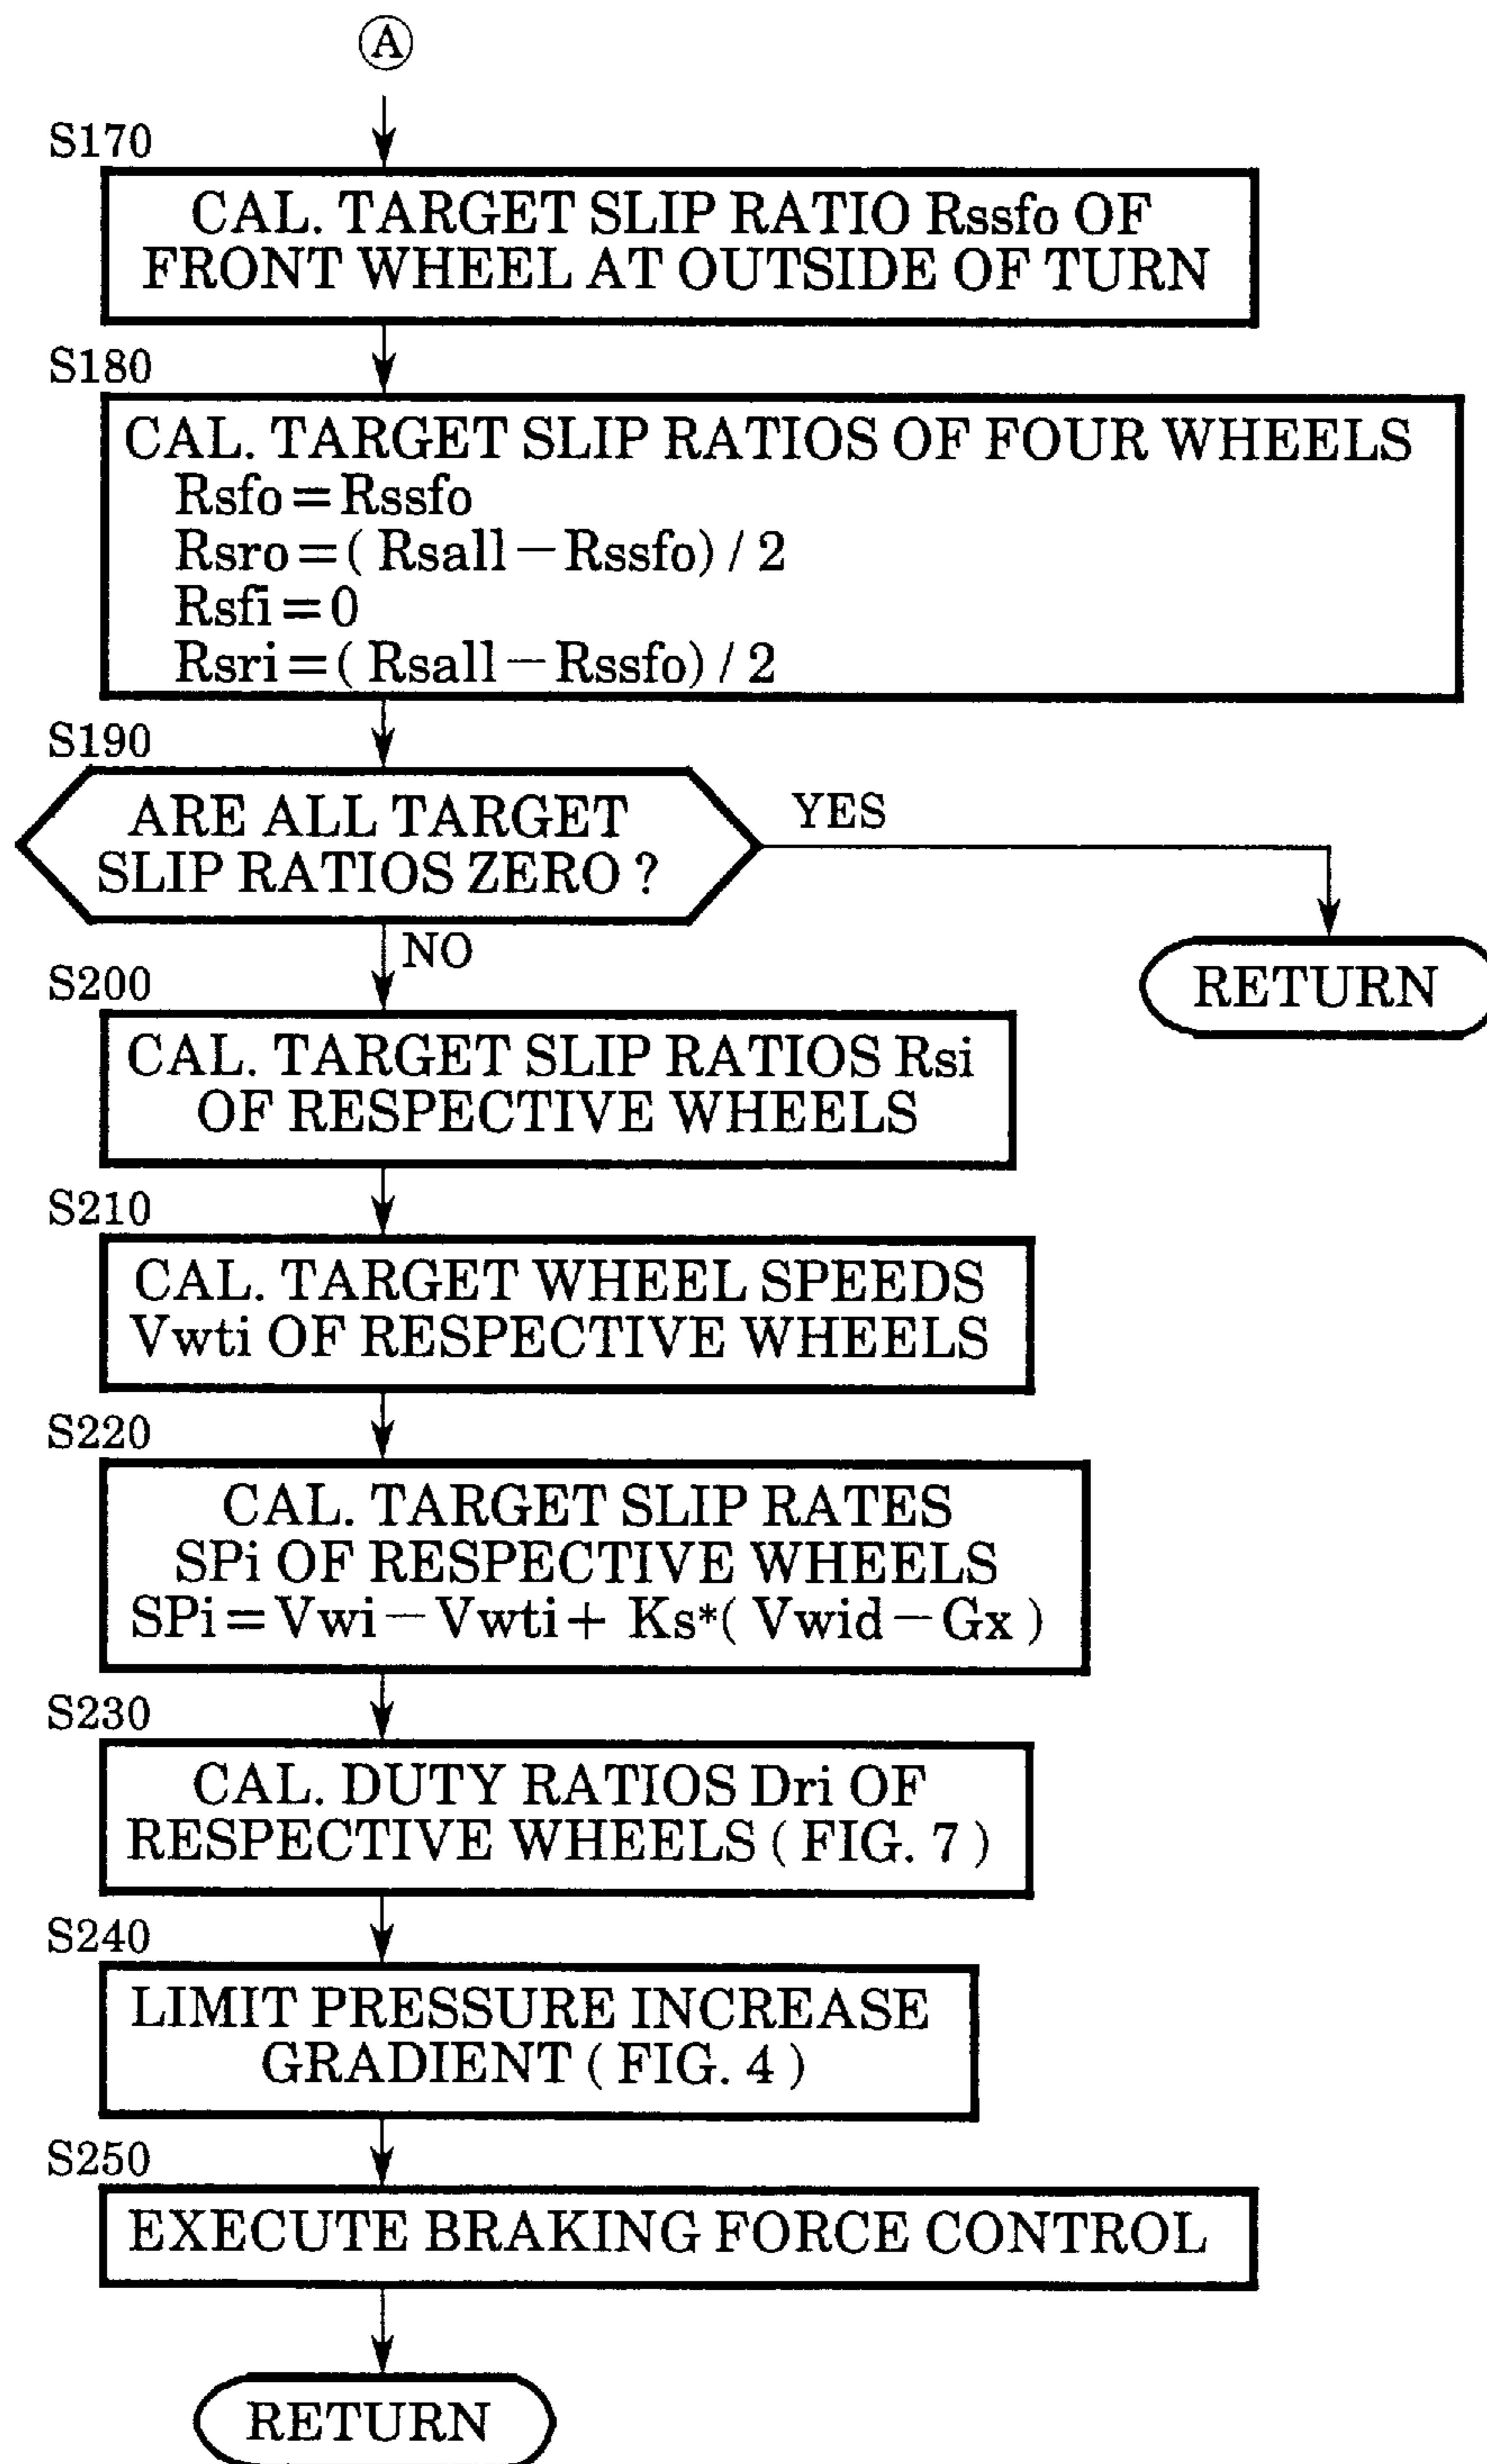 A
S170
CAL. TARGET SLIP RATIO Rssfo OF
FRONT WHEEL AT OUTSIDE OF TURN
S180
CAL. TARGET SLIP RATIOS OF FOUR WHEELS
Rsfo=Rssfo
Rsro=( Rsall-Rssfo) / 2
Rsfi=0
Rsri=( Rsall-Rssfo) / 2
S190
ARE ALL TARGET
SLIP RATIOS ZERO ?
YES
NO
RETURN
S200
CAL. TARGET SLIP RATIOS Rsi
OF RESPECTIVE WHEELS
S210
CAL. TARGET WHEEL SPEEDS
Vwti OF RESPECTIVE WHEELS
S220
CAL. TARGET SLIP RATES
SPi OF RESPECTIVE WHEELS
SPi=Vwi-Vwti+ Ks*( Vwid-Gx )
S230
CAL. DUTY RATIOS Dri OF
RESPECTIVE WHEELS ( FIG. 7 )
S240
LIMIT PRESSURE INCREASE
GRADIENT ( FIG. 4 )
S250
EXECUTE BRAKING FORCE CONTROL
RETURN